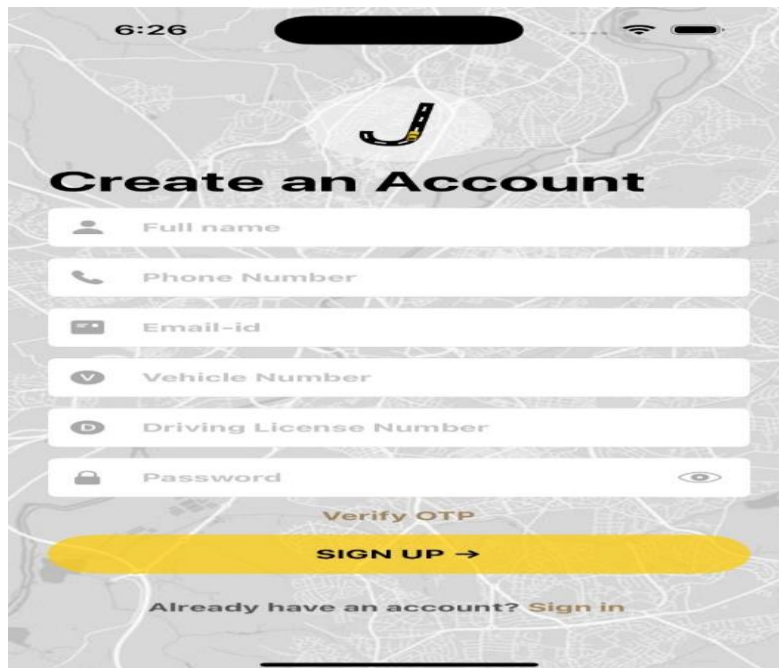 6:26
J
Create an Account
Full name
Phone Number
Email-id
V Vehicle Number
D Driving License Number
Password
Verify OTP
SIGN UP →
Already have an account? Sign in